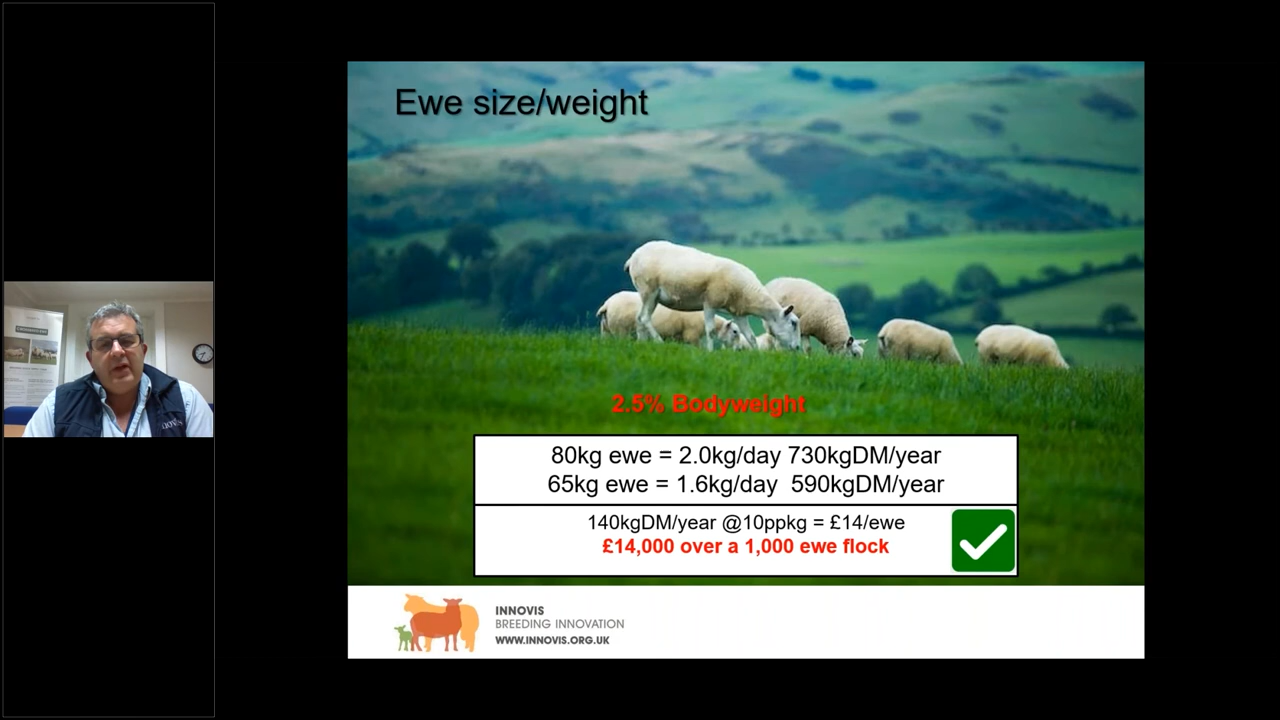 Ewe size/weight
2.5% Bodyweight
80kg ewe = 2.0kg/day 730kgDM/year
65kg ewe = 1.6kg/day  590kgDM/year
140kgDM/year @10ppkg = £14/ewe
£14,000 over a 1,000 ewe flock
INNOVIS
BREEDING INNOVATION
WWW.INNOVIS.ORG.UK